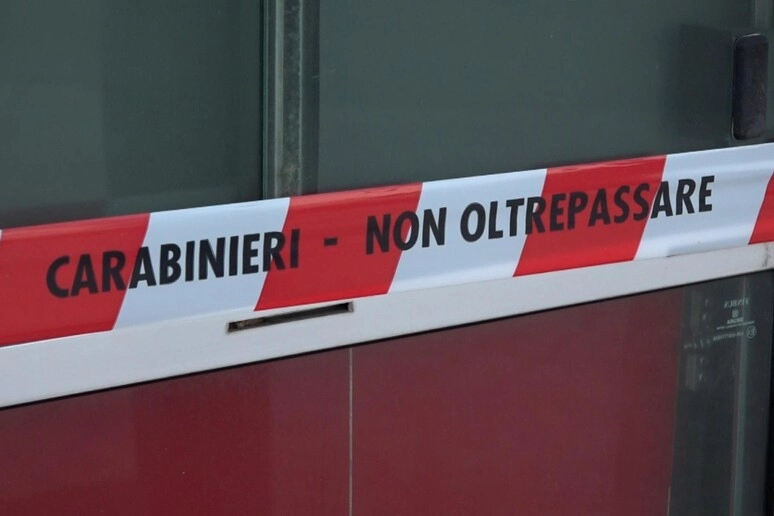 CARABINIERI - NON OLTREPASSARE